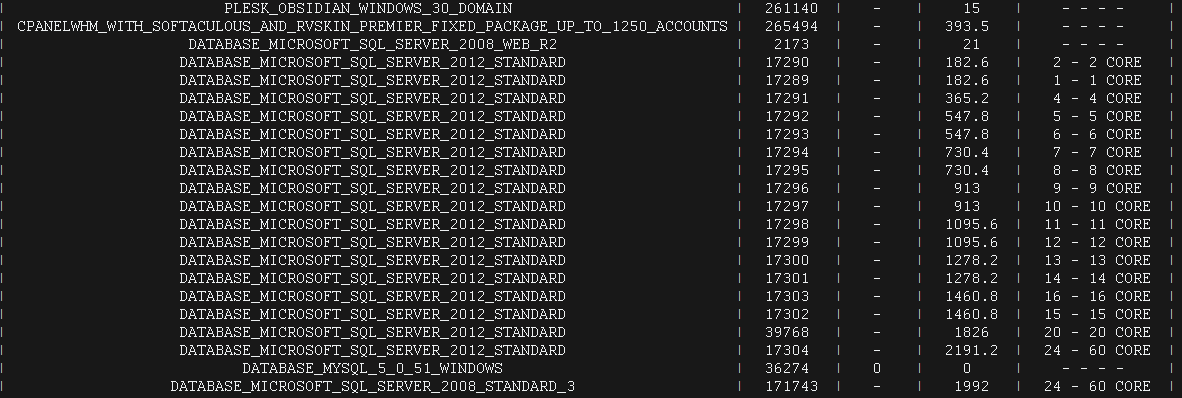 | PLESK_OBSIDIAN_WINDOWS_30_DOMAIN | 261140 | - | 15 | - - - - |
| CPANELWHM_WITH_SOFTACULOUS_AND_RVSKIN_PREMIER_FIXED_PACKAGE_UP_TO_1250_ACCOUNTS | 265494 | - | 393.5 | - - - - |
| DATABASE_MICROSOFT_SQL_SERVER_2008_WEB_R2 | 2173 | - | 21 | - - - - |
| DATABASE_MICROSOFT_SQL_SERVER_2012_STANDARD | 17290 | - | 182.6 | 2 - 2 CORE |
| DATABASE_MICROSOFT_SQL_SERVER_2012_STANDARD | 17289 | - | 182.6 | 1 - 1 CORE |
| DATABASE_MICROSOFT_SQL_SERVER_2012_STANDARD | 17291 | - | 365.2 | 4 - 4 CORE |
| DATABASE_MICROSOFT_SQL_SERVER_2012_STANDARD | 17292 | - | 547.8 | 5 - 5 CORE |
| DATABASE_MICROSOFT_SQL_SERVER_2012_STANDARD | 17293 | - | 547.8 | 6 - 6 CORE |
| DATABASE_MICROSOFT_SQL_SERVER_2012_STANDARD | 17294 | - | 730.4 | 7 - 7 CORE |
| DATABASE_MICROSOFT_SQL_SERVER_2012_STANDARD | 17295 | - | 730.4 | 8 - 8 CORE |
| DATABASE_MICROSOFT_SQL_SERVER_2012_STANDARD | 17296 | - | 913 | 9 - 9 CORE |
| DATABASE_MICROSOFT_SQL_SERVER_2012_STANDARD | 17297 | - | 913 | 10 - 10 CORE |
| DATABASE_MICROSOFT_SQL_SERVER_2012_STANDARD | 17298 | - | 1095.6 | 11 - 11 CORE |
| DATABASE_MICROSOFT_SQL_SERVER_2012_STANDARD | 17299 | - | 1095.6 | 12 - 12 CORE |
| DATABASE_MICROSOFT_SQL_SERVER_2012_STANDARD | 17300 | - | 1278.2 | 13 - 13 CORE |
| DATABASE_MICROSOFT_SQL_SERVER_2012_STANDARD | 17301 | - | 1278.2 | 14 - 14 CORE |
| DATABASE_MICROSOFT_SQL_SERVER_2012_STANDARD | 17303 | - | 1460.8 | 16 - 16 CORE |
| DATABASE_MICROSOFT_SQL_SERVER_2012_STANDARD | 17302 | - | 1460.8 | 15 - 15 CORE |
| DATABASE_MICROSOFT_SQL_SERVER_2012_STANDARD | 39768 | - | 1826 | 20 - 20 CORE |
| DATABASE_MICROSOFT_SQL_SERVER_2012_STANDARD | 17304 | - | 2191.2 | 24 - 60 CORE |
| DATABASE_MYSQL_5_0_51_WINDOWS | 36274 | 0 | 0 | - - - - |
| DATABASE_MICROSOFT_SQL_SERVER_2008_STANDARD_3 | 171743 | - | 1992 | 24 - 60 CORE |